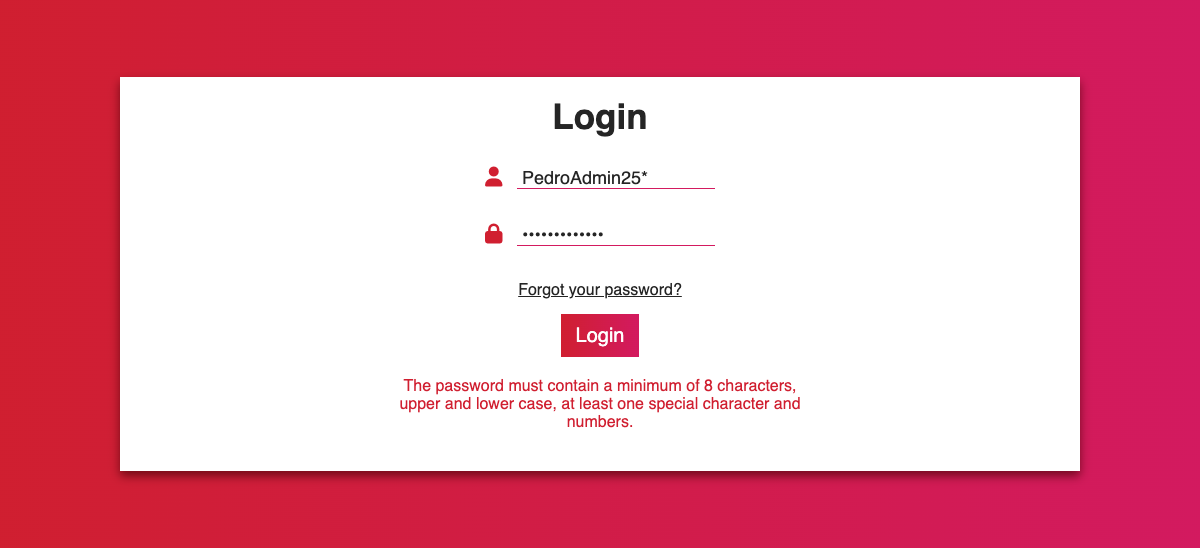 Login
PedroAdmin25*
•••••••••••••
Forgot your password?
Login
The password must contain a minimum of 8 characters,
upper and lower case, at least one special character and
numbers.